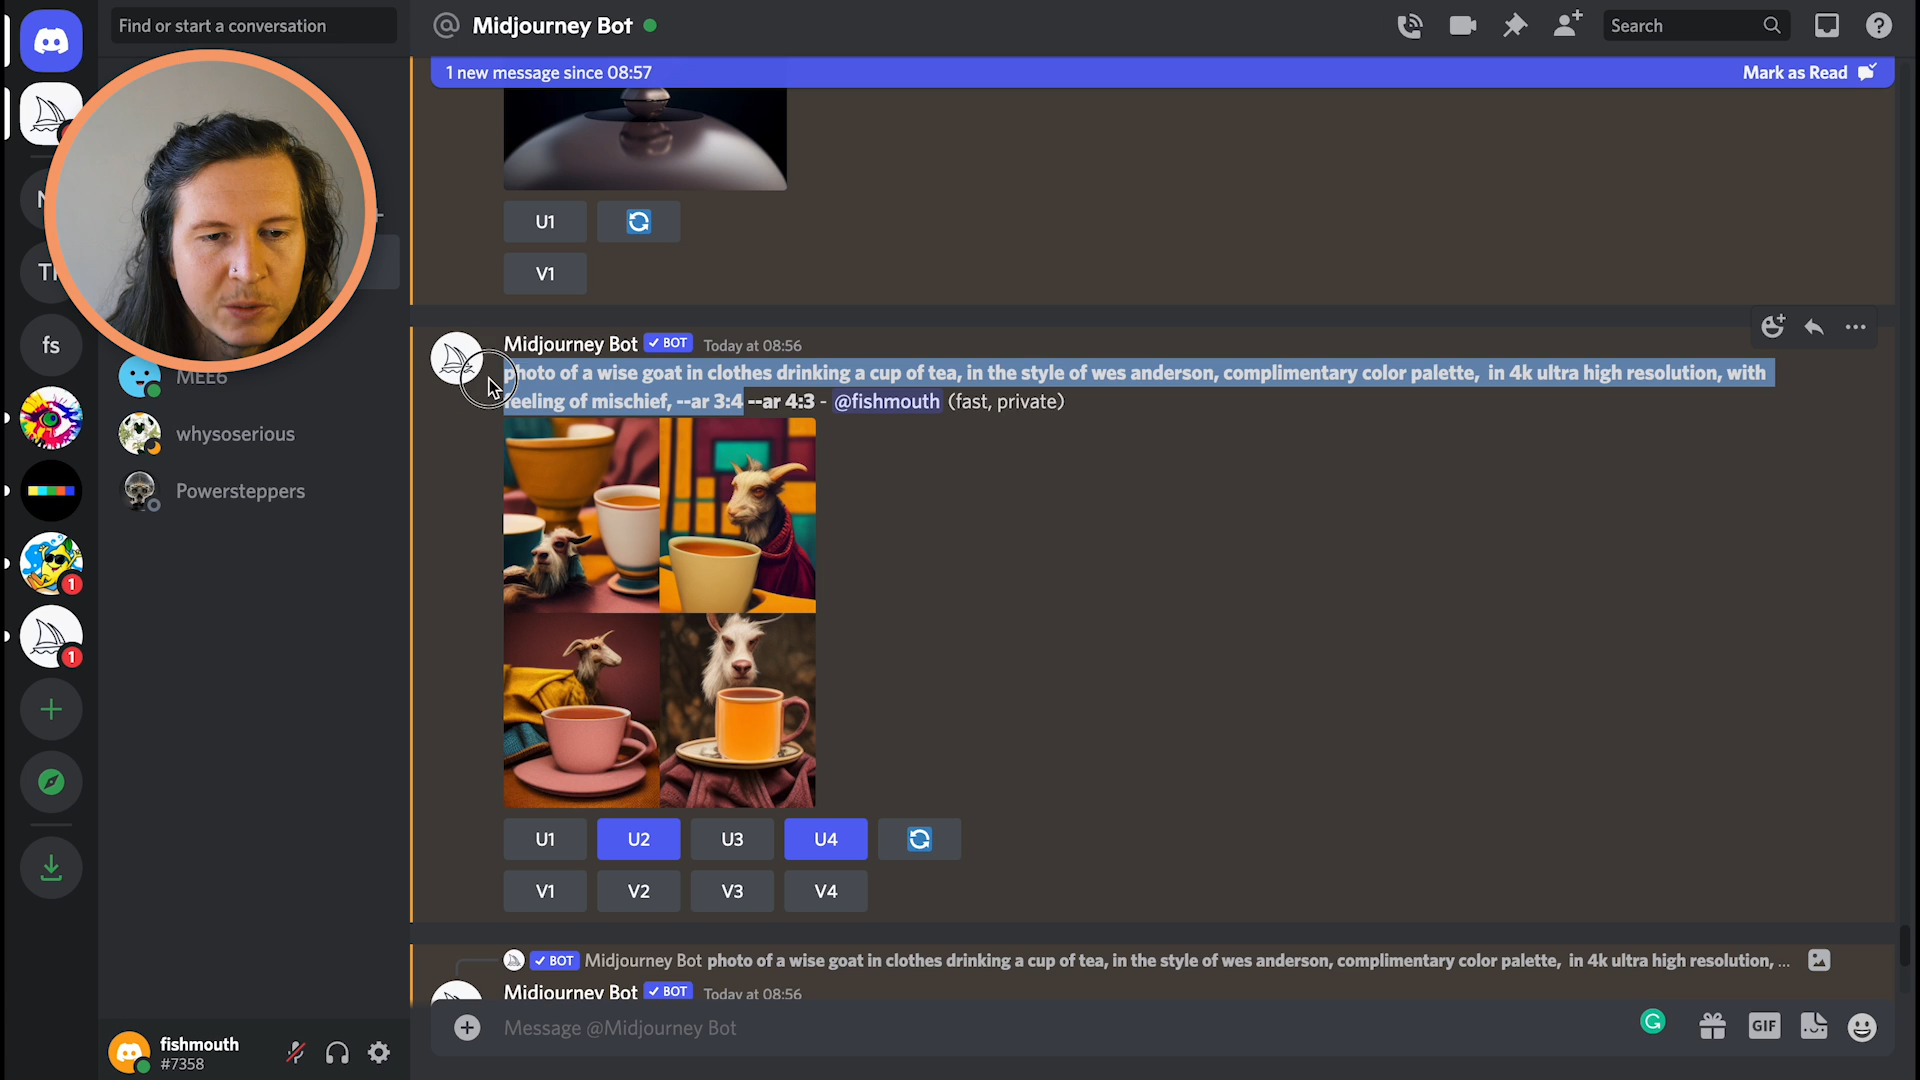 Find or start a conversation
Midjourney Bot
Search
1 new message since 08:57
Mark as Read
U1
V1
fs
MEE6
whysoserious
Powersteppers
1
1
Midjourney Bot BOT Today at 08:56
photo of a wise goat in clothes drinking a cup of tea, in the style of wes anderson, complimentary color palette, in 4k ultra high resolution, with
feeling of mischief, --ar 3:4 --ar 4:3 - @fishmouth (fast, private)
U1 U2 U3 U4
V1 V2 V3 V4
BOT Midjourney Bot photo of a wise goat in clothes drinking a cup of tea, in the style of wes anderson, complimentary color palette, in 4k ultra high resolution, ...
Midjourney Bot BOT Today at 08:56
Message @Midjourney Bot
GIF
fishmouth
#7358